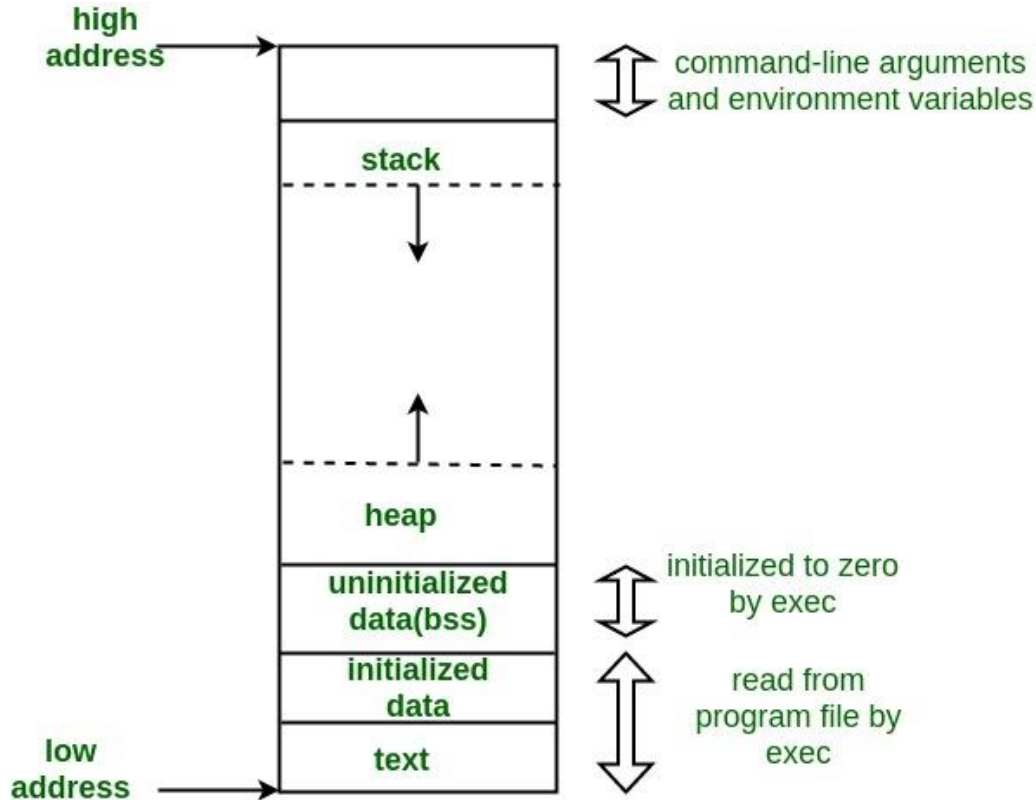 high
address
command-line arguments
and environment variables
stack
heap
uninitialized
data(bss)
initialized to zero
by exec
initialized
data
read from
program file by
exec
text
low
address